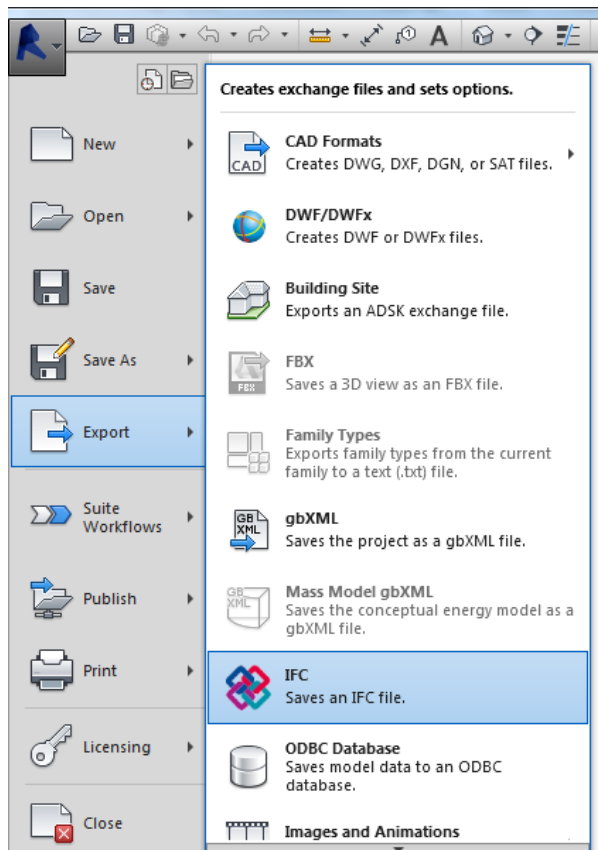 Creates exchange files and sets options.
New
Open
Save
Save As
Export
Suite
Workflows
Publish
Print
Licensing
Close
CAD
CAD Formats
Creates DWG, DXF, DGN, or SAT files.
DWF/DWFx
Creates DWF or DWFx files.
Building Site
Exports an ADSK exchange file.
FBX
FBX
Saves a 3D view as an FBX file.
Family Types
Exports family types from the current
family to a text (.txt) file.
GB
XML
gbXML
Saves the project as a gbXML file.
GB
XML
Mass Model gbXML
Saves the conceptual energy model as a
gbXML file.
IFC
Saves an IFC file.
ODBC Database
Saves model data to an ODBC
database.
Images and Animations